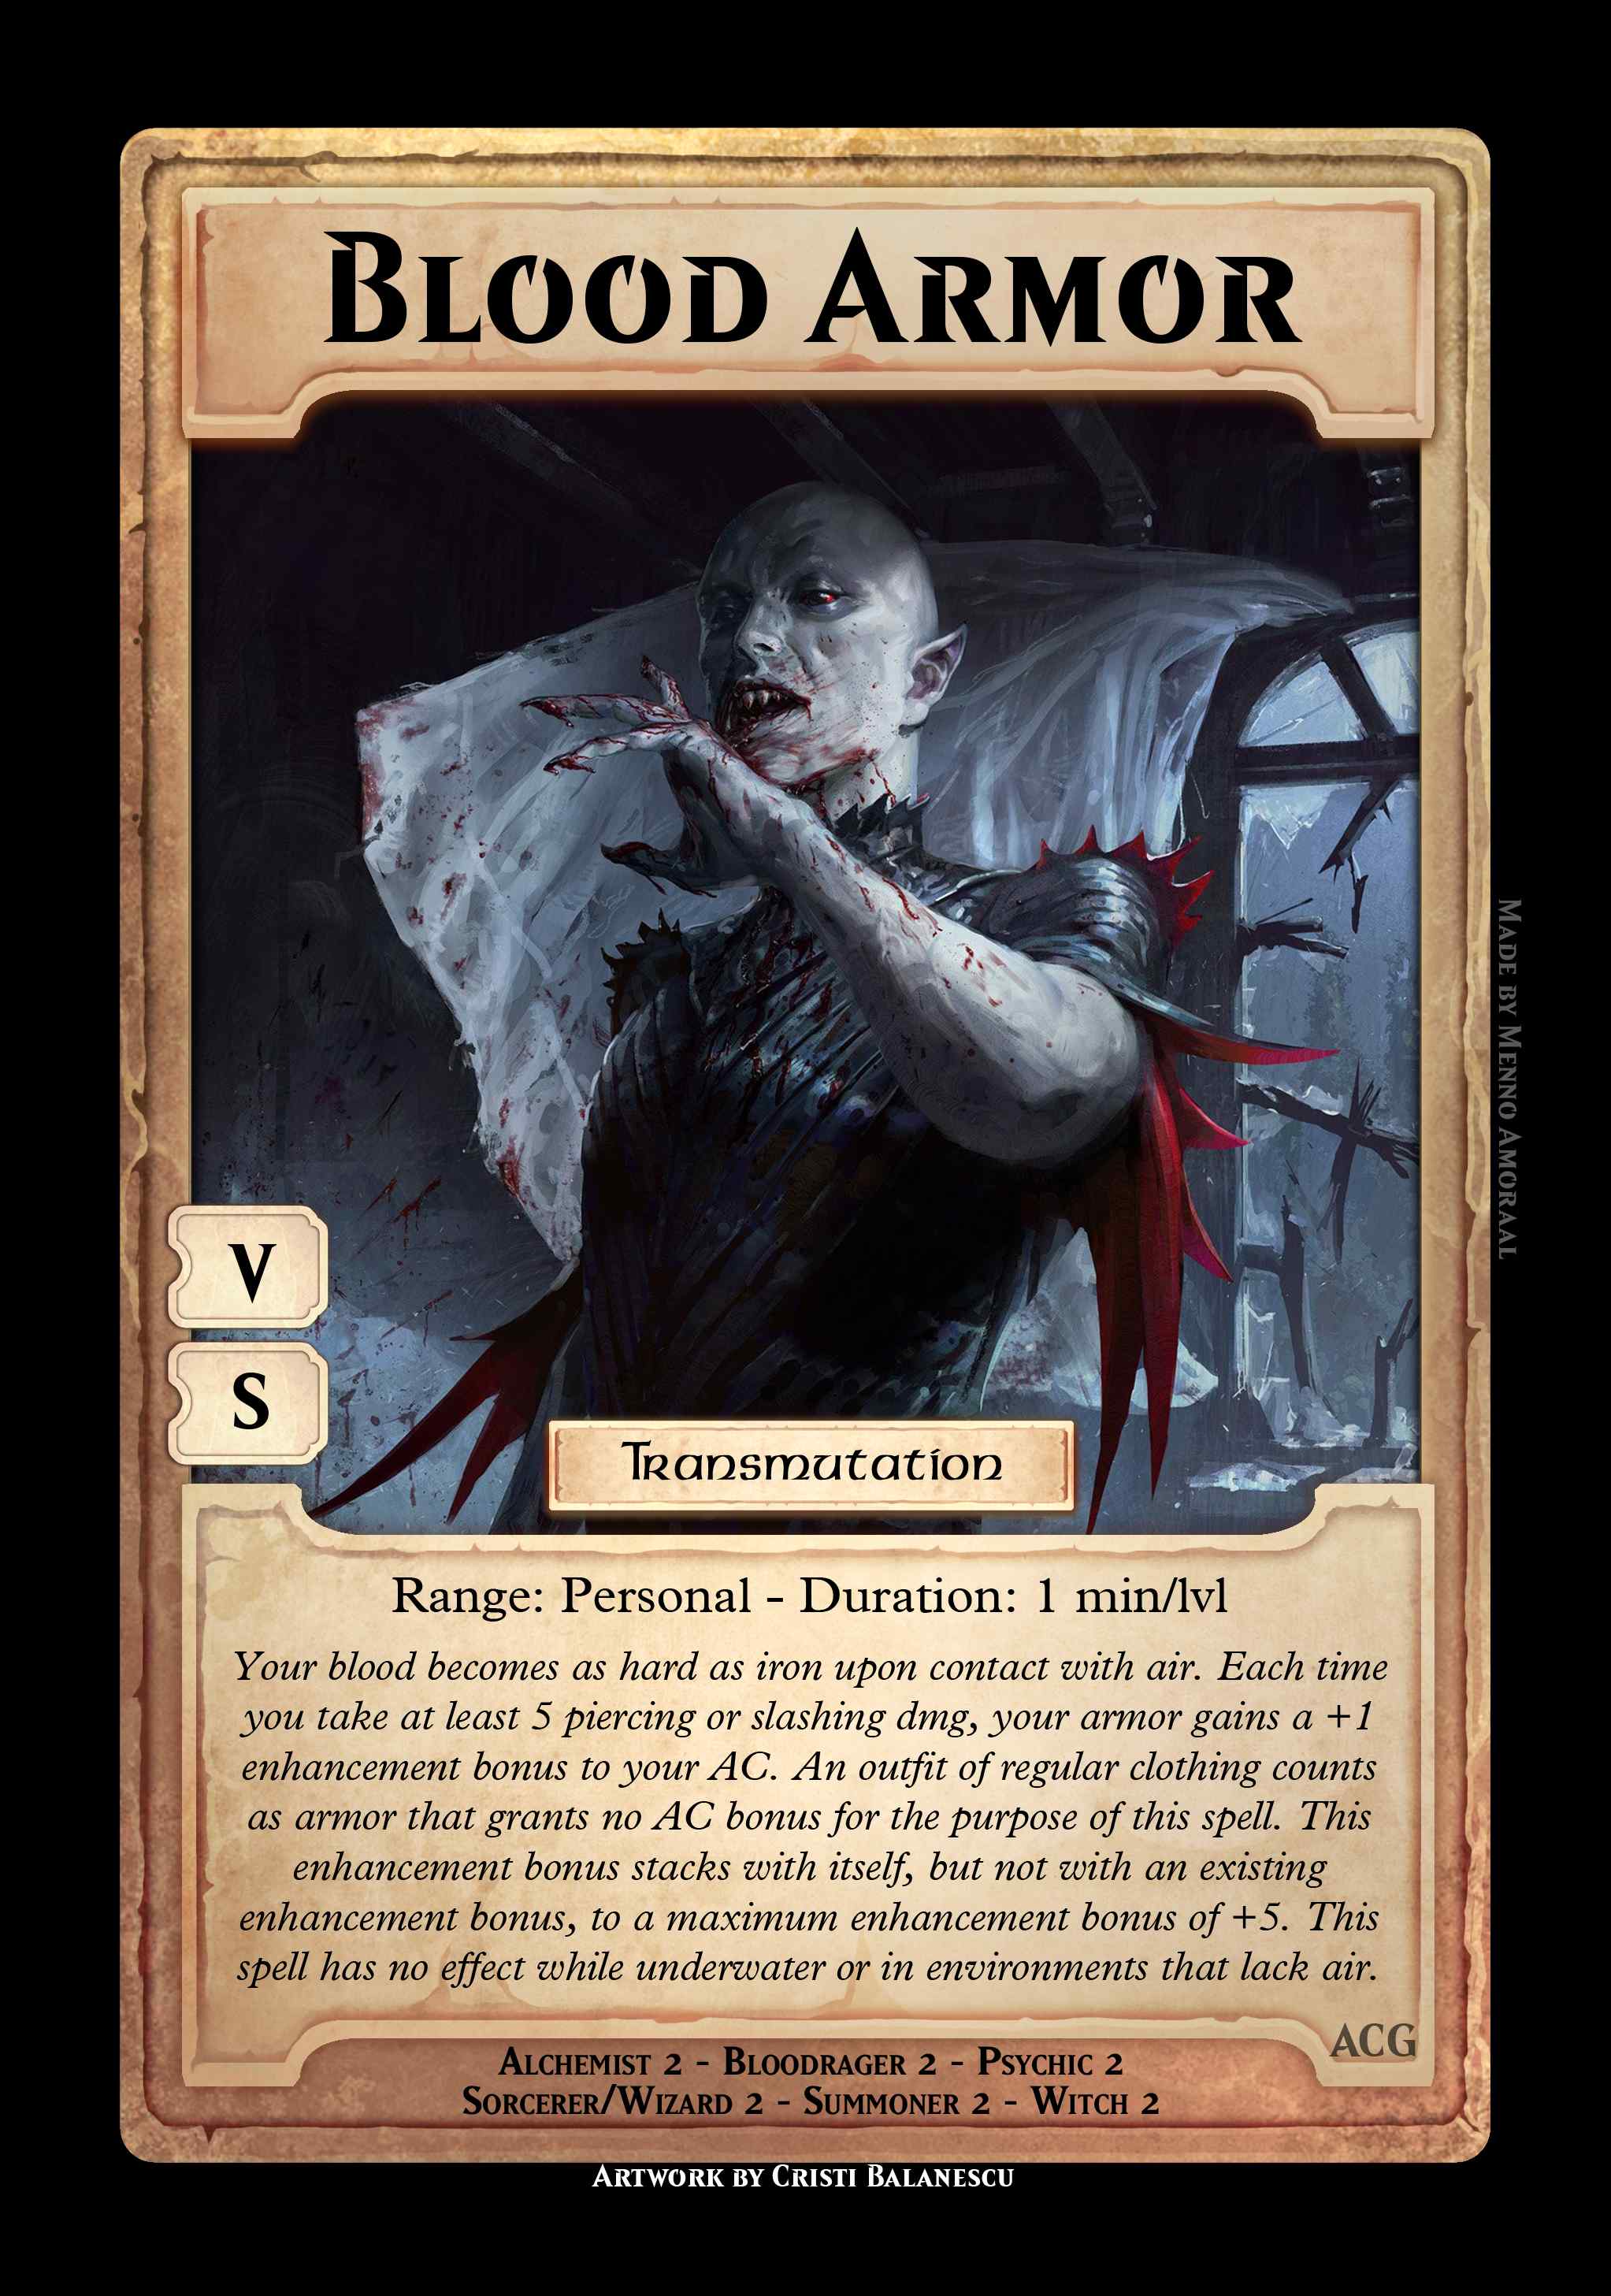 Blood Armor
V
S
Transmutation
Range: Personal - Duration: 1 min/lvl
Your blood becomes as hard as iron upon contact with air. Each time
you take at least 5 piercing or slashing dmg, your armor gains a +1
enhancement bonus to your AC. An outfit of regular clothing counts
as armor that grants no AC bonus for the purpose of this spell. This
enhancement bonus stacks with itself, but not with an existing
enhancement bonus, to a maximum enhancement bonus of +5. This
spell has no effect while underwater or in environments that lack air.
ACG
Alchemist 2 - Bloodrager 2 - Psychic 2
Sorcerer/Wizard 2 - Summoner 2 - Witch 2
Artwork by Cristi Balanescu
Made by Menno Amoraal